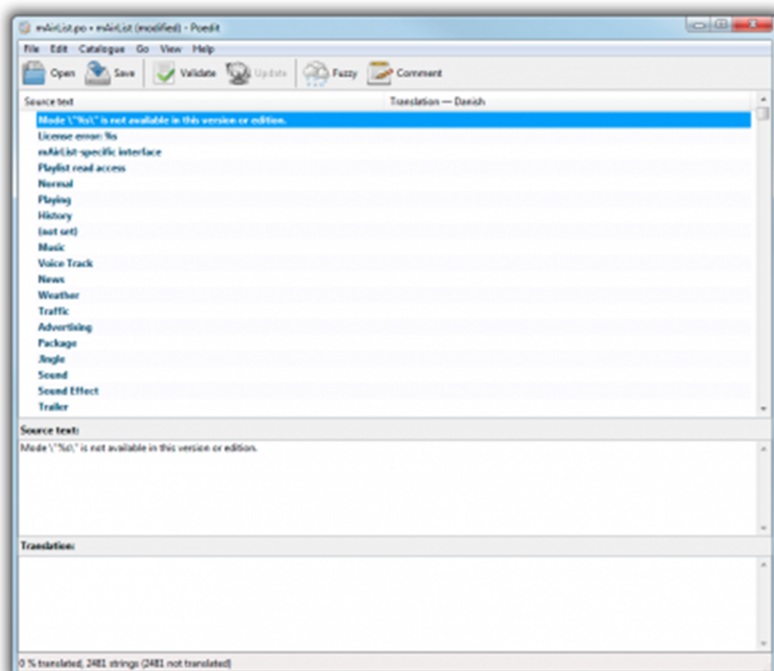 mAirList.po • mAirList (modified) - Poedit
File Edit Catalogue Go View Help
Open Save Validate Update Fuzzy Comment
Source text Translation — Danish
Mode \"%s\" is not available in this version or edition.
License error: %s
mAirList-specific interface
Playlist read access
Normal
Playing
History
(not set)
Music
Voice Track
News
Weather
Traffic
Advertising
Package
Jingle
Sound
Sound Effect
Trailer
Source text:
Mode \"%s\" is not available in this version or edition.
Translation:
0 % translated, 2481 strings (2481 not translated)